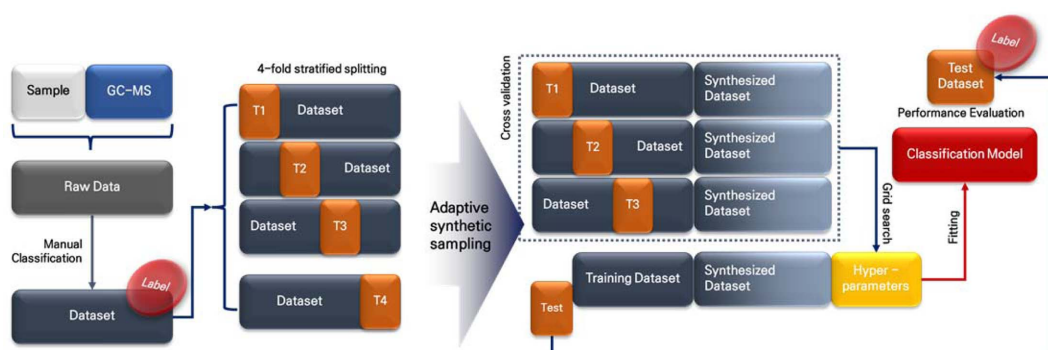 Sample
GC-MS
Raw Data
Manual
Classification
Label
Dataset
4-fold stratified splitting
T1
Dataset
T2
Dataset
Dataset
T3
Dataset
T4
Adaptive
synthetic
sampling
Cross validation
T1
Dataset
Synthesized
Dataset
T2
Dataset
Synthesized
Dataset
Dataset
T3
Synthesized
Dataset
Training Dataset
Synthesized
Dataset
Test
Grid search
Hyper-
parameters
Fitting
Label
Test
Dataset
Performance Evaluation
Classification Model